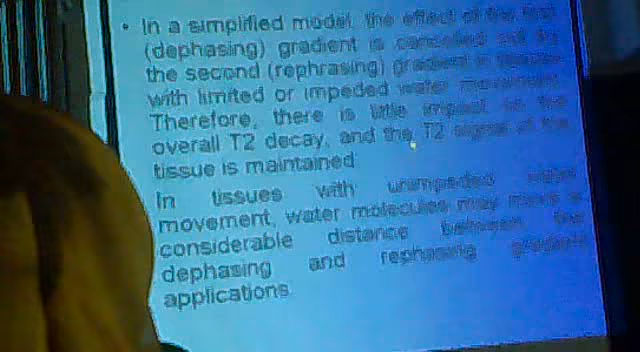 • In a simplified model, the effect of the first
(dephasing) gradient is cancelled out by
the second (rephrasing) gradient in tissues
with limited or impeded water movement.
Therefore, there is little impact on the
overall T2 decay, and the T2 signal of the
tissue is maintained
In tissues with unimpeded water
movement, water molecules may move a
considerable distance between the
dephasing and rephasing gradient
applications